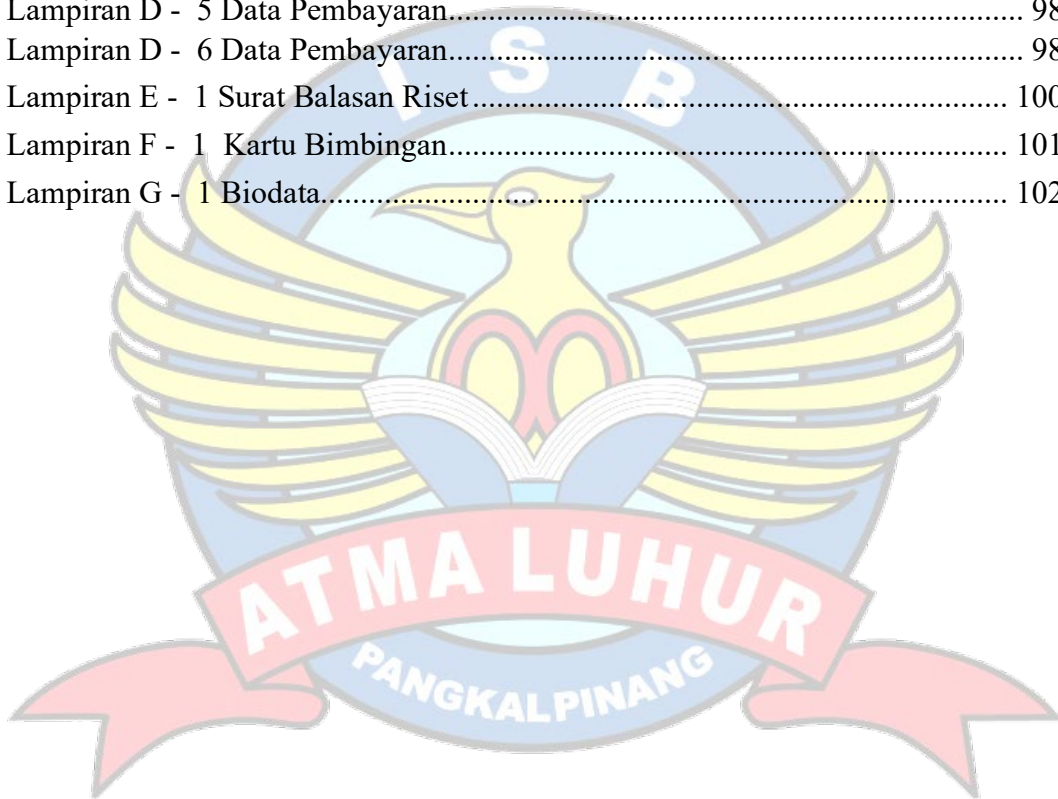 Lampiran D -  5 Data Pembayaran....................................................................... 98
Lampiran D -  6 Data Pembayaran....................................................................... 98
Lampiran E -  1 Surat Balasan Riset.................................................................. 100
Lampiran F -  1  Kartu Bimbingan..................................................................... 101
Lampiran G -  1 Biodata..................................................................................... 102
I S B
ATMA LUHUR
PANGKALPINANG